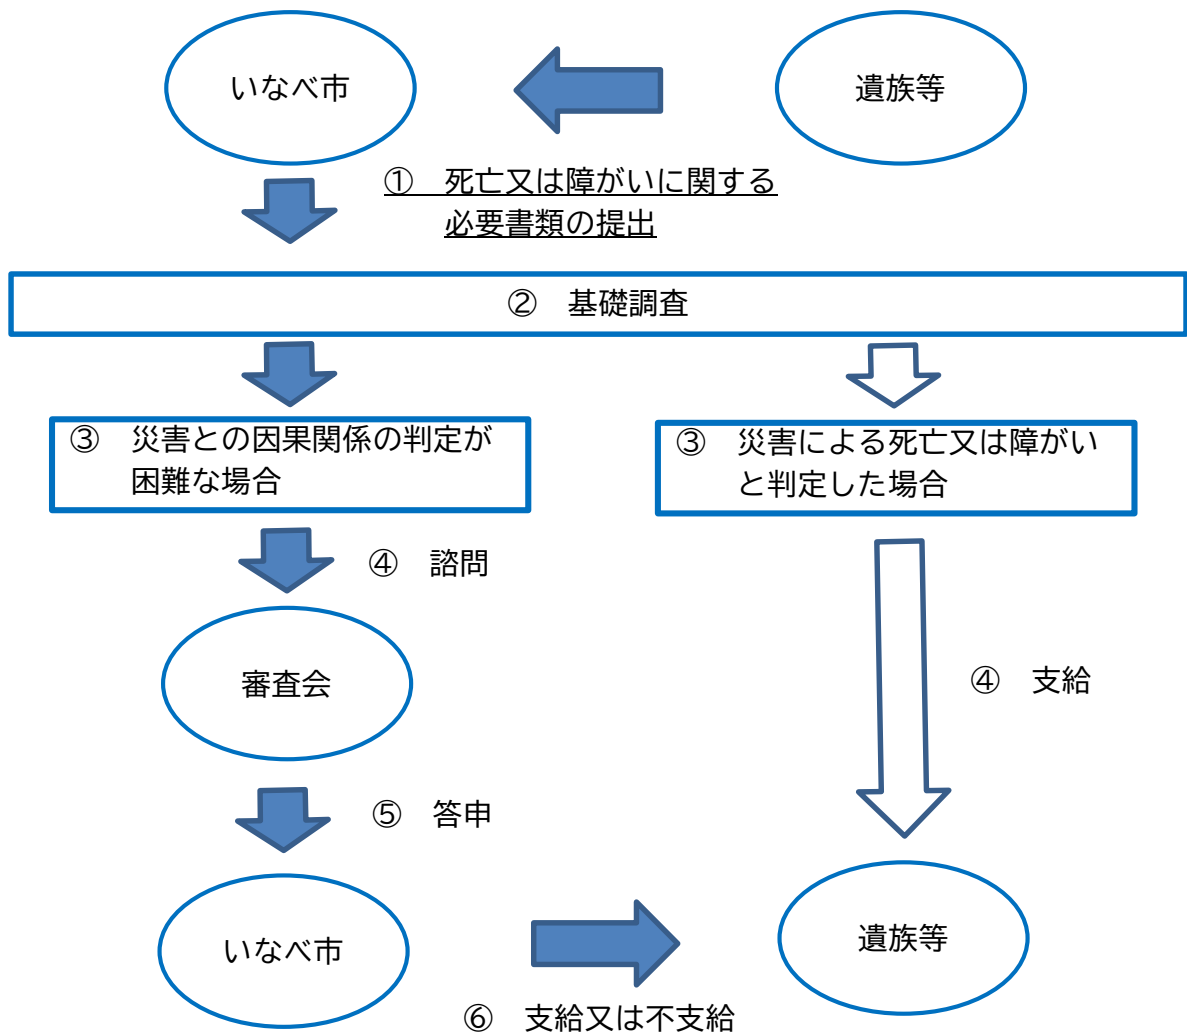 いなべ市
遺族等
①　死亡又は障がいに関する
必要書類の提出
②　基礎調査
③　災害との因果関係の判定が
困難な場合
③　災害による死亡又は障がい
と判定した場合
④　諮問
審査会
④　支給
⑤　答申
いなべ市
遺族等
⑥　支給又は不支給